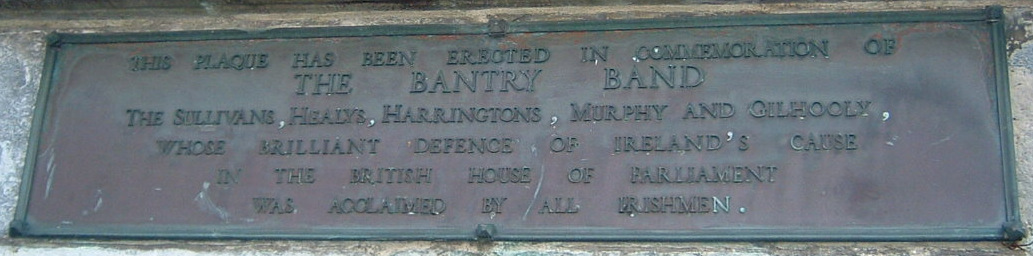 THIS PLAQUE HAS BEEN ERECTED IN COMMEMORATION OF
THE BANTRY BAND
THE SULLIVANS, HEALYS, HARRINGTONS, MURPHY AND GILHOOLY,
WHOSE BRILLIANT DEFENCE OF IRELAND'S CAUSE
IN THE BRITISH HOUSE OF PARLIAMENT
WAS ACCLAIMED BY ALL IRISHMEN.